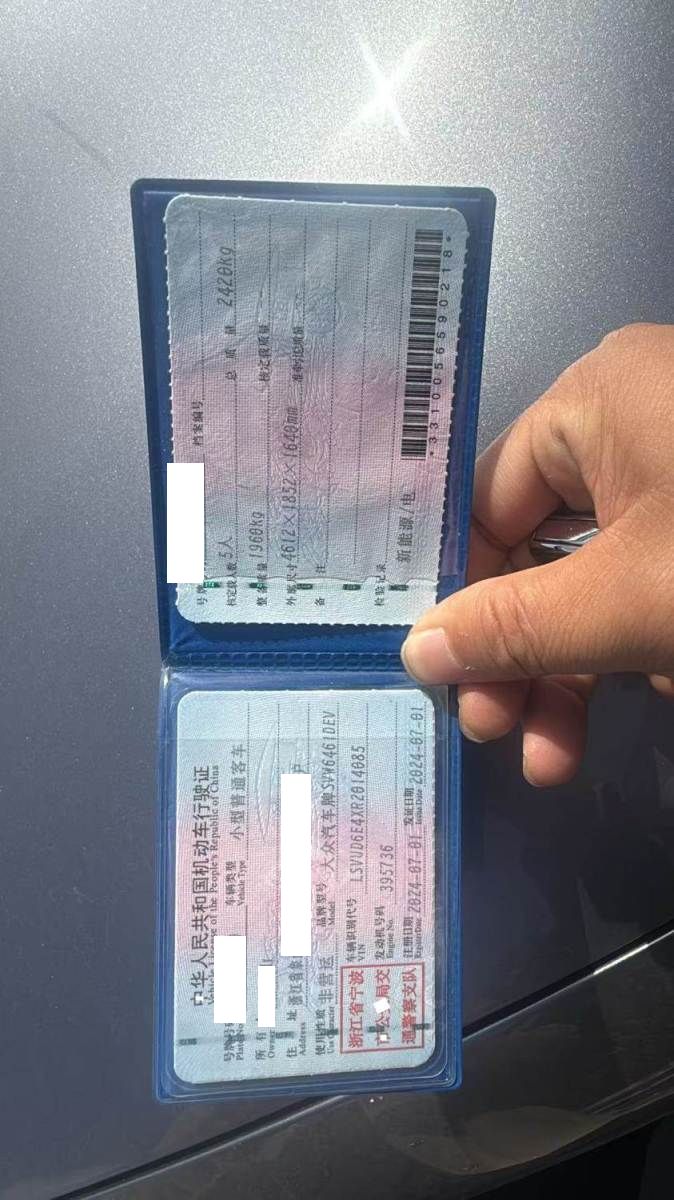 中华人民共和国机动车行驶证
Vehicle License of the People's Republic of China
号牌号码
Plate No.
车辆类型 小型普通客车
Vehicle Type
所有人
Owner
住 址 浙江省余 户
Address
使用性质 非营运 品牌型号 大众汽车牌SVW6461DEV
Use Character Model
浙江省宁波
市公安局交
通警察支队
车辆识别代号 LSVUD6E4XR2014085
VIN
发动机号码 395736
Engine No.
注册日期 2024-07-01 发证日期 2024-07-01
Register Date Issue Date
号牌 档案编号
核定载人数 5人 总质量 2420kg
整备质量 1960kg 核定载质量
外廓尺寸 4612×1852×1640mm 准牵引总质量
备 注
检验记录 新能源/电
*3310056590218*